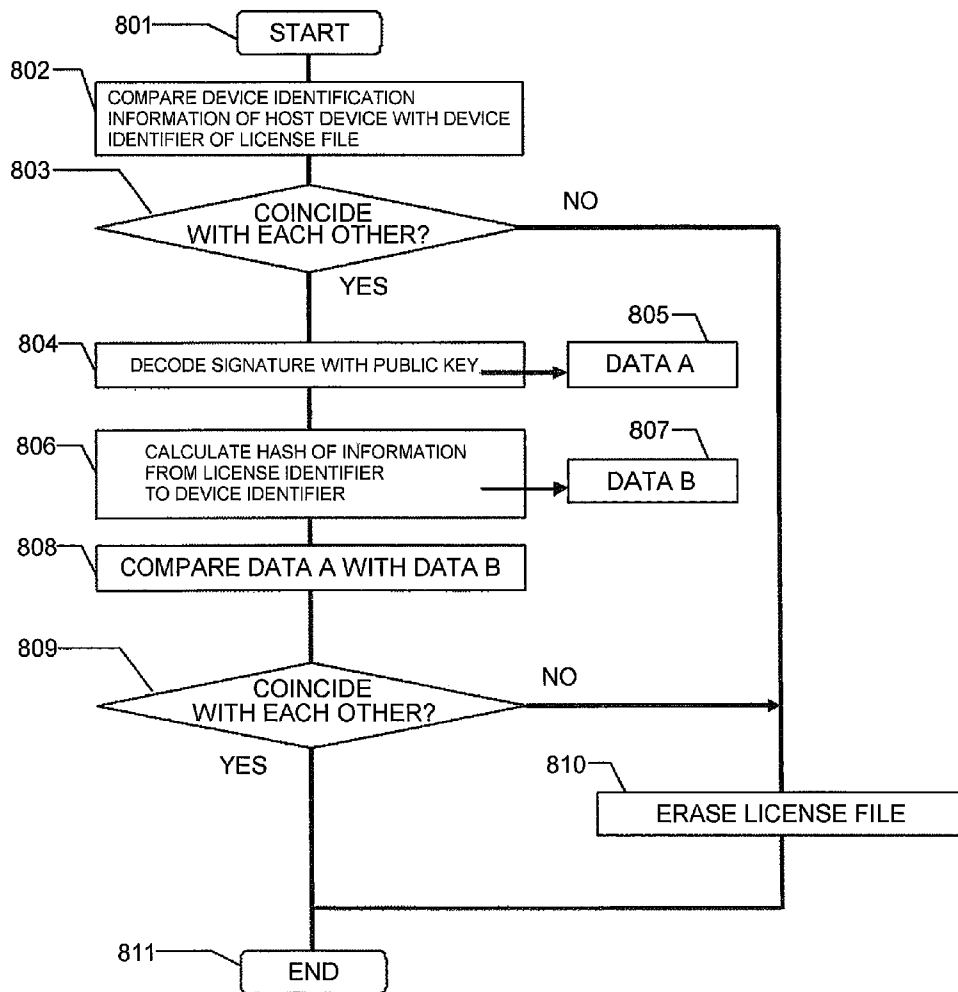 801
START
802
COMPARE DEVICE IDENTIFICATION
INFORMATION OF HOST DEVICE WITH DEVICE
IDENTIFIER OF LICENSE FILE
803
COINCIDE
WITH EACH OTHER?
NO
YES
804
DECODE SIGNATURE WITH PUBLIC KEY
805
DATA A
806
CALCULATE HASH OF INFORMATION
FROM LICENSE IDENTIFIER
TO DEVICE IDENTIFIER
807
DATA B
808
COMPARE DATA A WITH DATA B
809
COINCIDE
WITH EACH OTHER?
NO
YES
810
ERASE LICENSE FILE
811
END